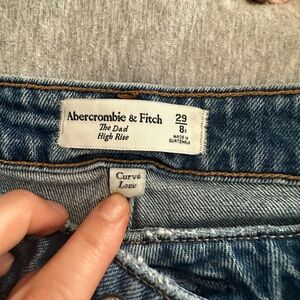 Abercrombie & Fitch
The Dad
High Rise
29
8s
MADE IN
GUATEMALA
Curve
Love